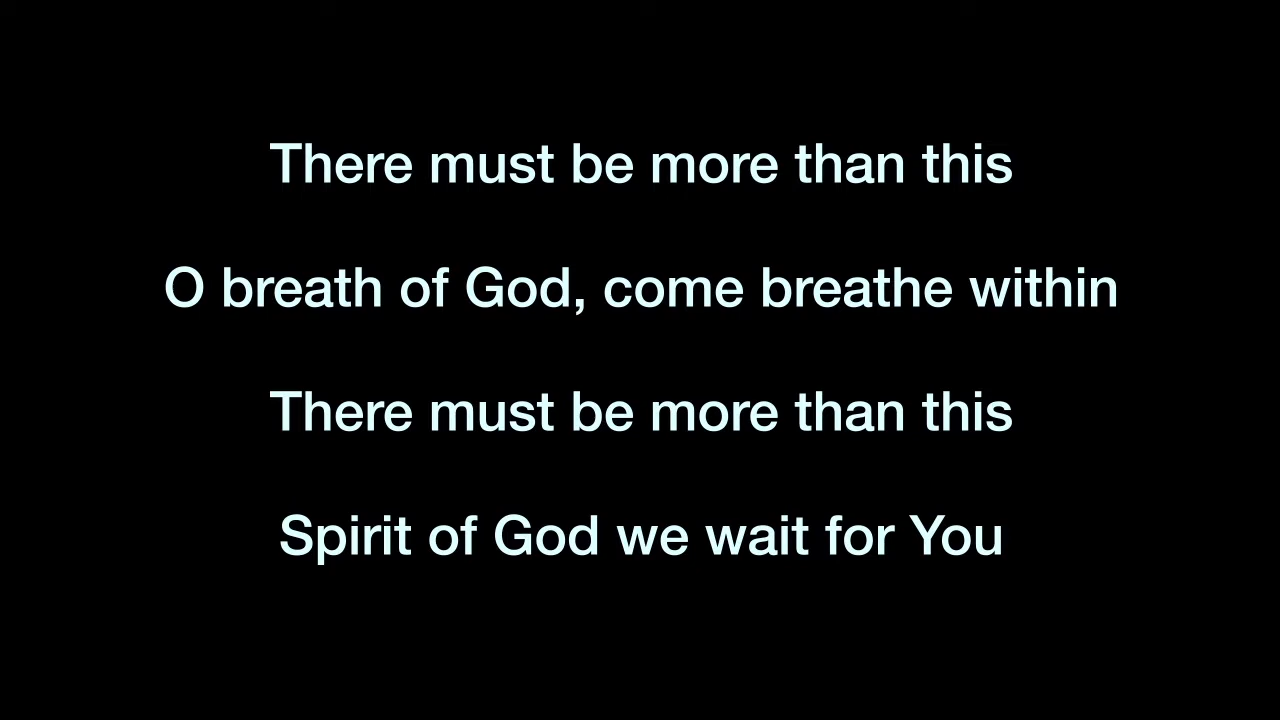 There must be more than this
O breath of God, come breathe within
There must be more than this
Spirit of God we wait for You